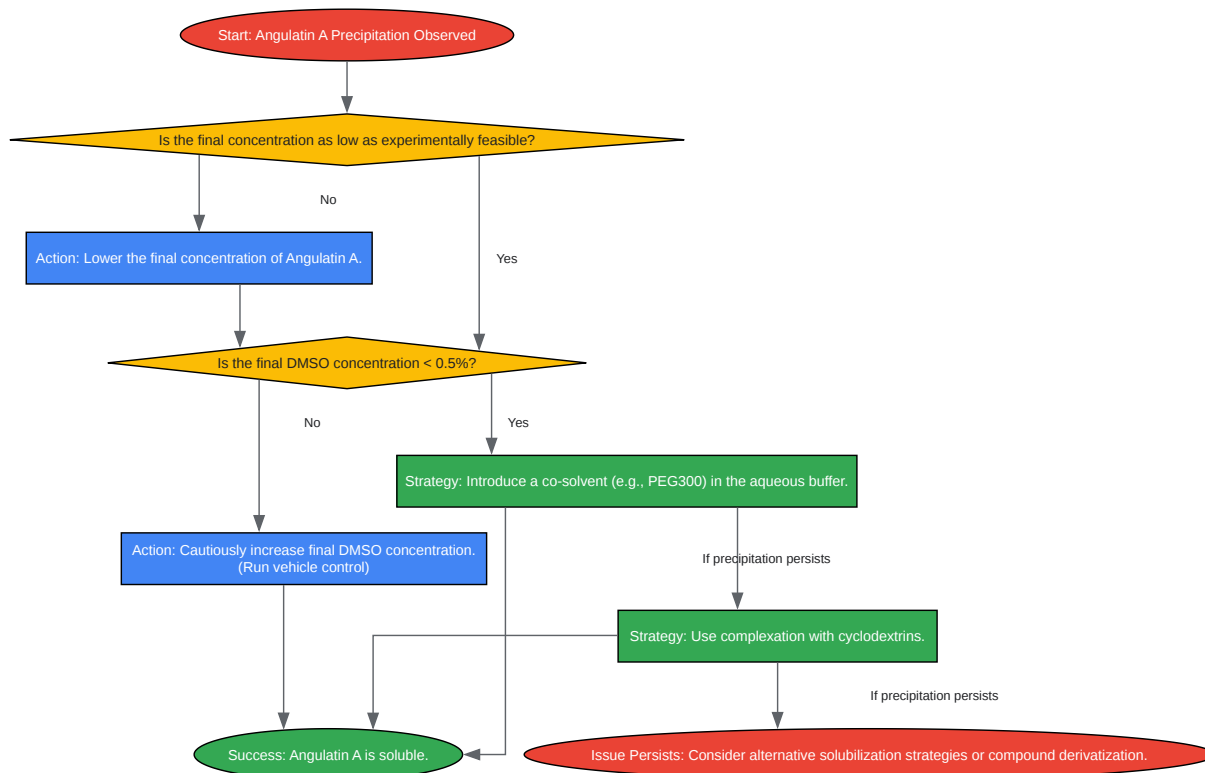 Start: Angulatin A Precipitation Observed
Is the final concentration as low as experimentally feasible?
No
Action: Lower the final concentration of Angulatin A.
Yes
Is the final DMSO concentration < 0.5%?
No
Yes
Strategy: Introduce a co-solvent (e.g., PEG300) in the aqueous buffer.
Action: Cautiously increase final DMSO concentration.
(Run vehicle control)
If precipitation persists
Strategy: Use complexation with cyclodextrins.
If precipitation persists
Success: Angulatin A is soluble.
Issue Persists: Consider alternative solubilization strategies or compound derivatization.